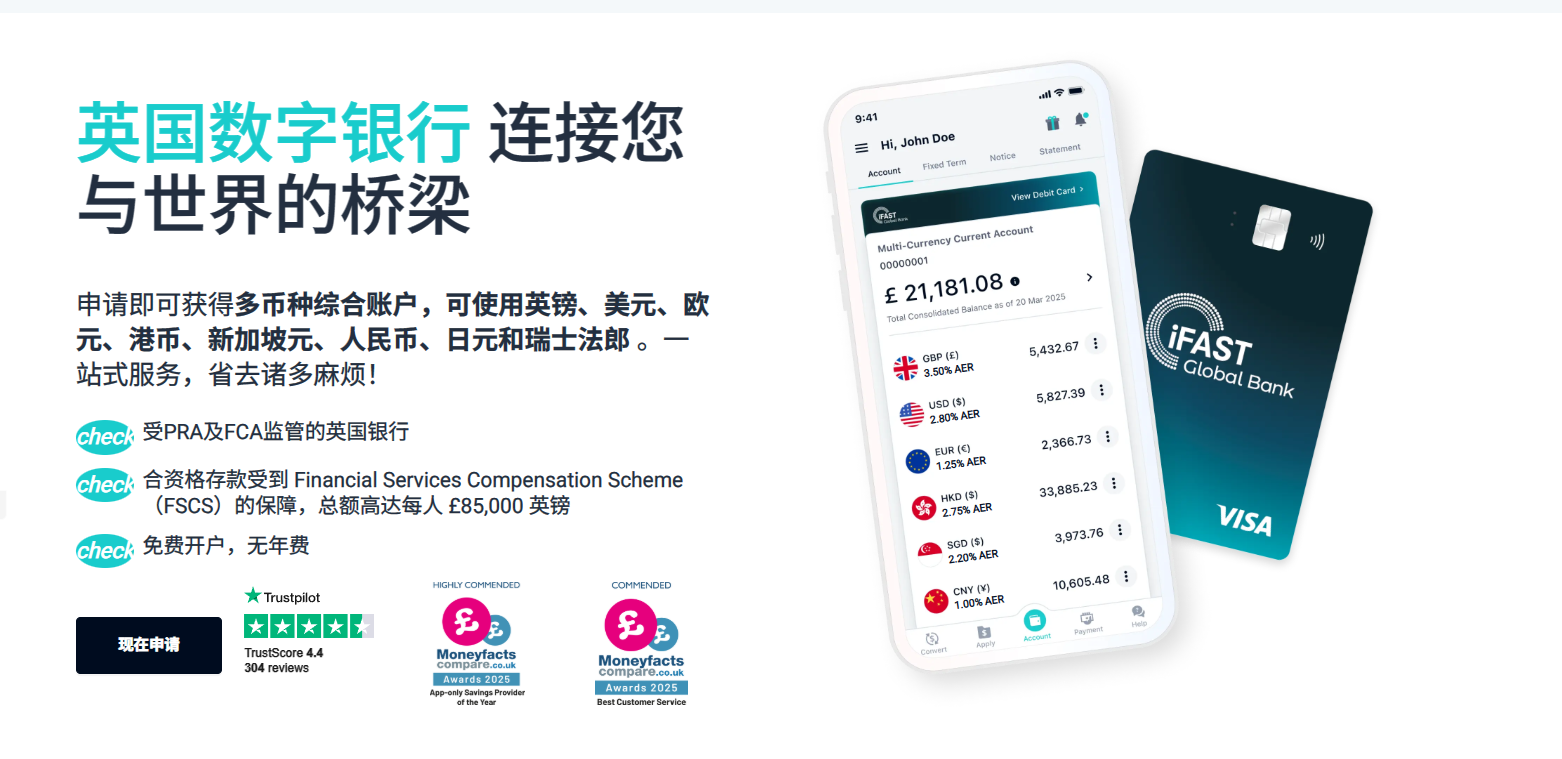 英国数字银行 连接您
与世界的桥梁
申请即可获得多币种综合账户，可使用英镑、美元、欧
元、港币、新加坡元、人民币、日元和瑞士法郎 。一
站式服务，省去诸多麻烦！
check 受PRA及FCA监管的英国银行
check 合资格存款受到 Financial Services Compensation Scheme
（FSCS）的保障，总额高达每人 £85,000 英镑
check 免费开户，无年费
现在申请
Trustpilot
TrustScore 4.4
304 reviews
HIGHLY COMMENDED
£ £
Moneyfacts
compare.co.uk
Awards 2025
App-only Savings Provider
of the Year
COMMENDED
£ £
Moneyfacts
compare.co.uk
Awards 2025
Best Customer Service
9:41
Hi, John Doe
Account Fixed Term Notice Statement
iFAST
Global Bank
View Debit Card >
Multi-Currency Current Account
00000001
£ 21,181.08
Total Consolidated Balance as of 20 Mar 2025
GBP (£)
3.50% AER
5,432.67
USD ($)
2.80% AER
5,827.39
EUR (€)
1.25% AER
2,366.73
HKD ($)
2.75% AER
33,885.23
SGD ($)
2.20% AER
3,973.76
CNY (¥)
1.00% AER
10,605.48
Convert Apply Account Payment Help
iFAST
Global Bank
VISA